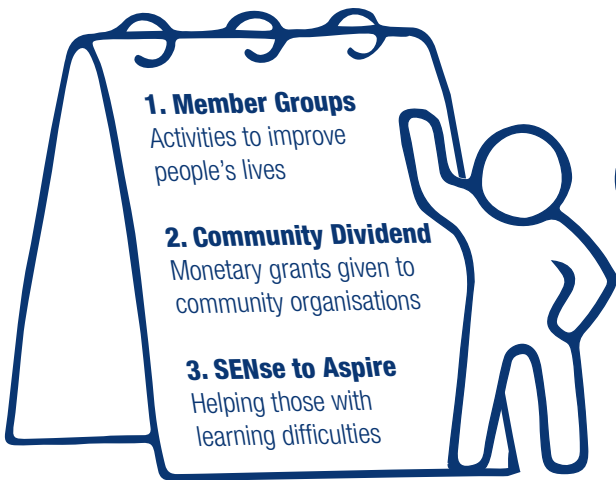 1. Member Groups
Activities to improve
people's lives
2. Community Dividend
Monetary grants given to
community organisations
3. SENse to Aspire
Helping those with
learning difficulties